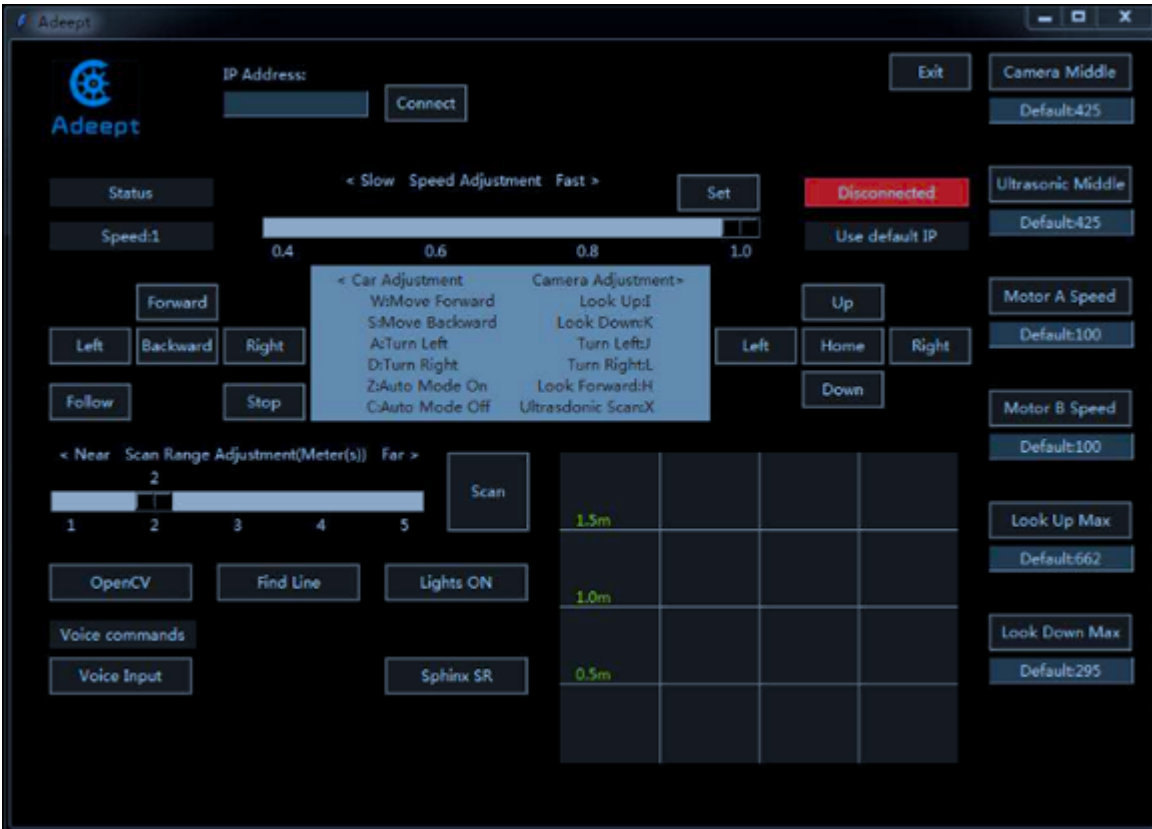 Adeept
Adeept
IP Address:
Connect
Exit
Camera Middle
Default:425
Status
< Slow Speed Adjustment Fast >
Set
Disconnected
Ultrasonic Middle
Default:425
Speed:1
0.4 0.6 0.8 1.0
Use default IP
< Car Adjustment Camera Adjustment>
W:Move Forward Look Up:I
S:Move Backward Look Down:K
A:Turn Left Turn Left:J
D:Turn Right Turn Right:L
Z:Auto Mode On Look Forward:H
C:Auto Mode Off Ultrasdonic Scan:X
Forward
Left Backward Right
Follow Stop
Up
Left Home Right
Down
Motor A Speed
Default:100
Motor B Speed
Default:100
< Near Scan Range Adjustment(Meter(s)) Far >
2
1 2 3 4 5
Scan
1.5m
1.0m
0.5m
Look Up Max
Default:662
OpenCV Find Line Lights ON
Voice commands
Voice Input Sphinx SR
Look Down Max
Default:295